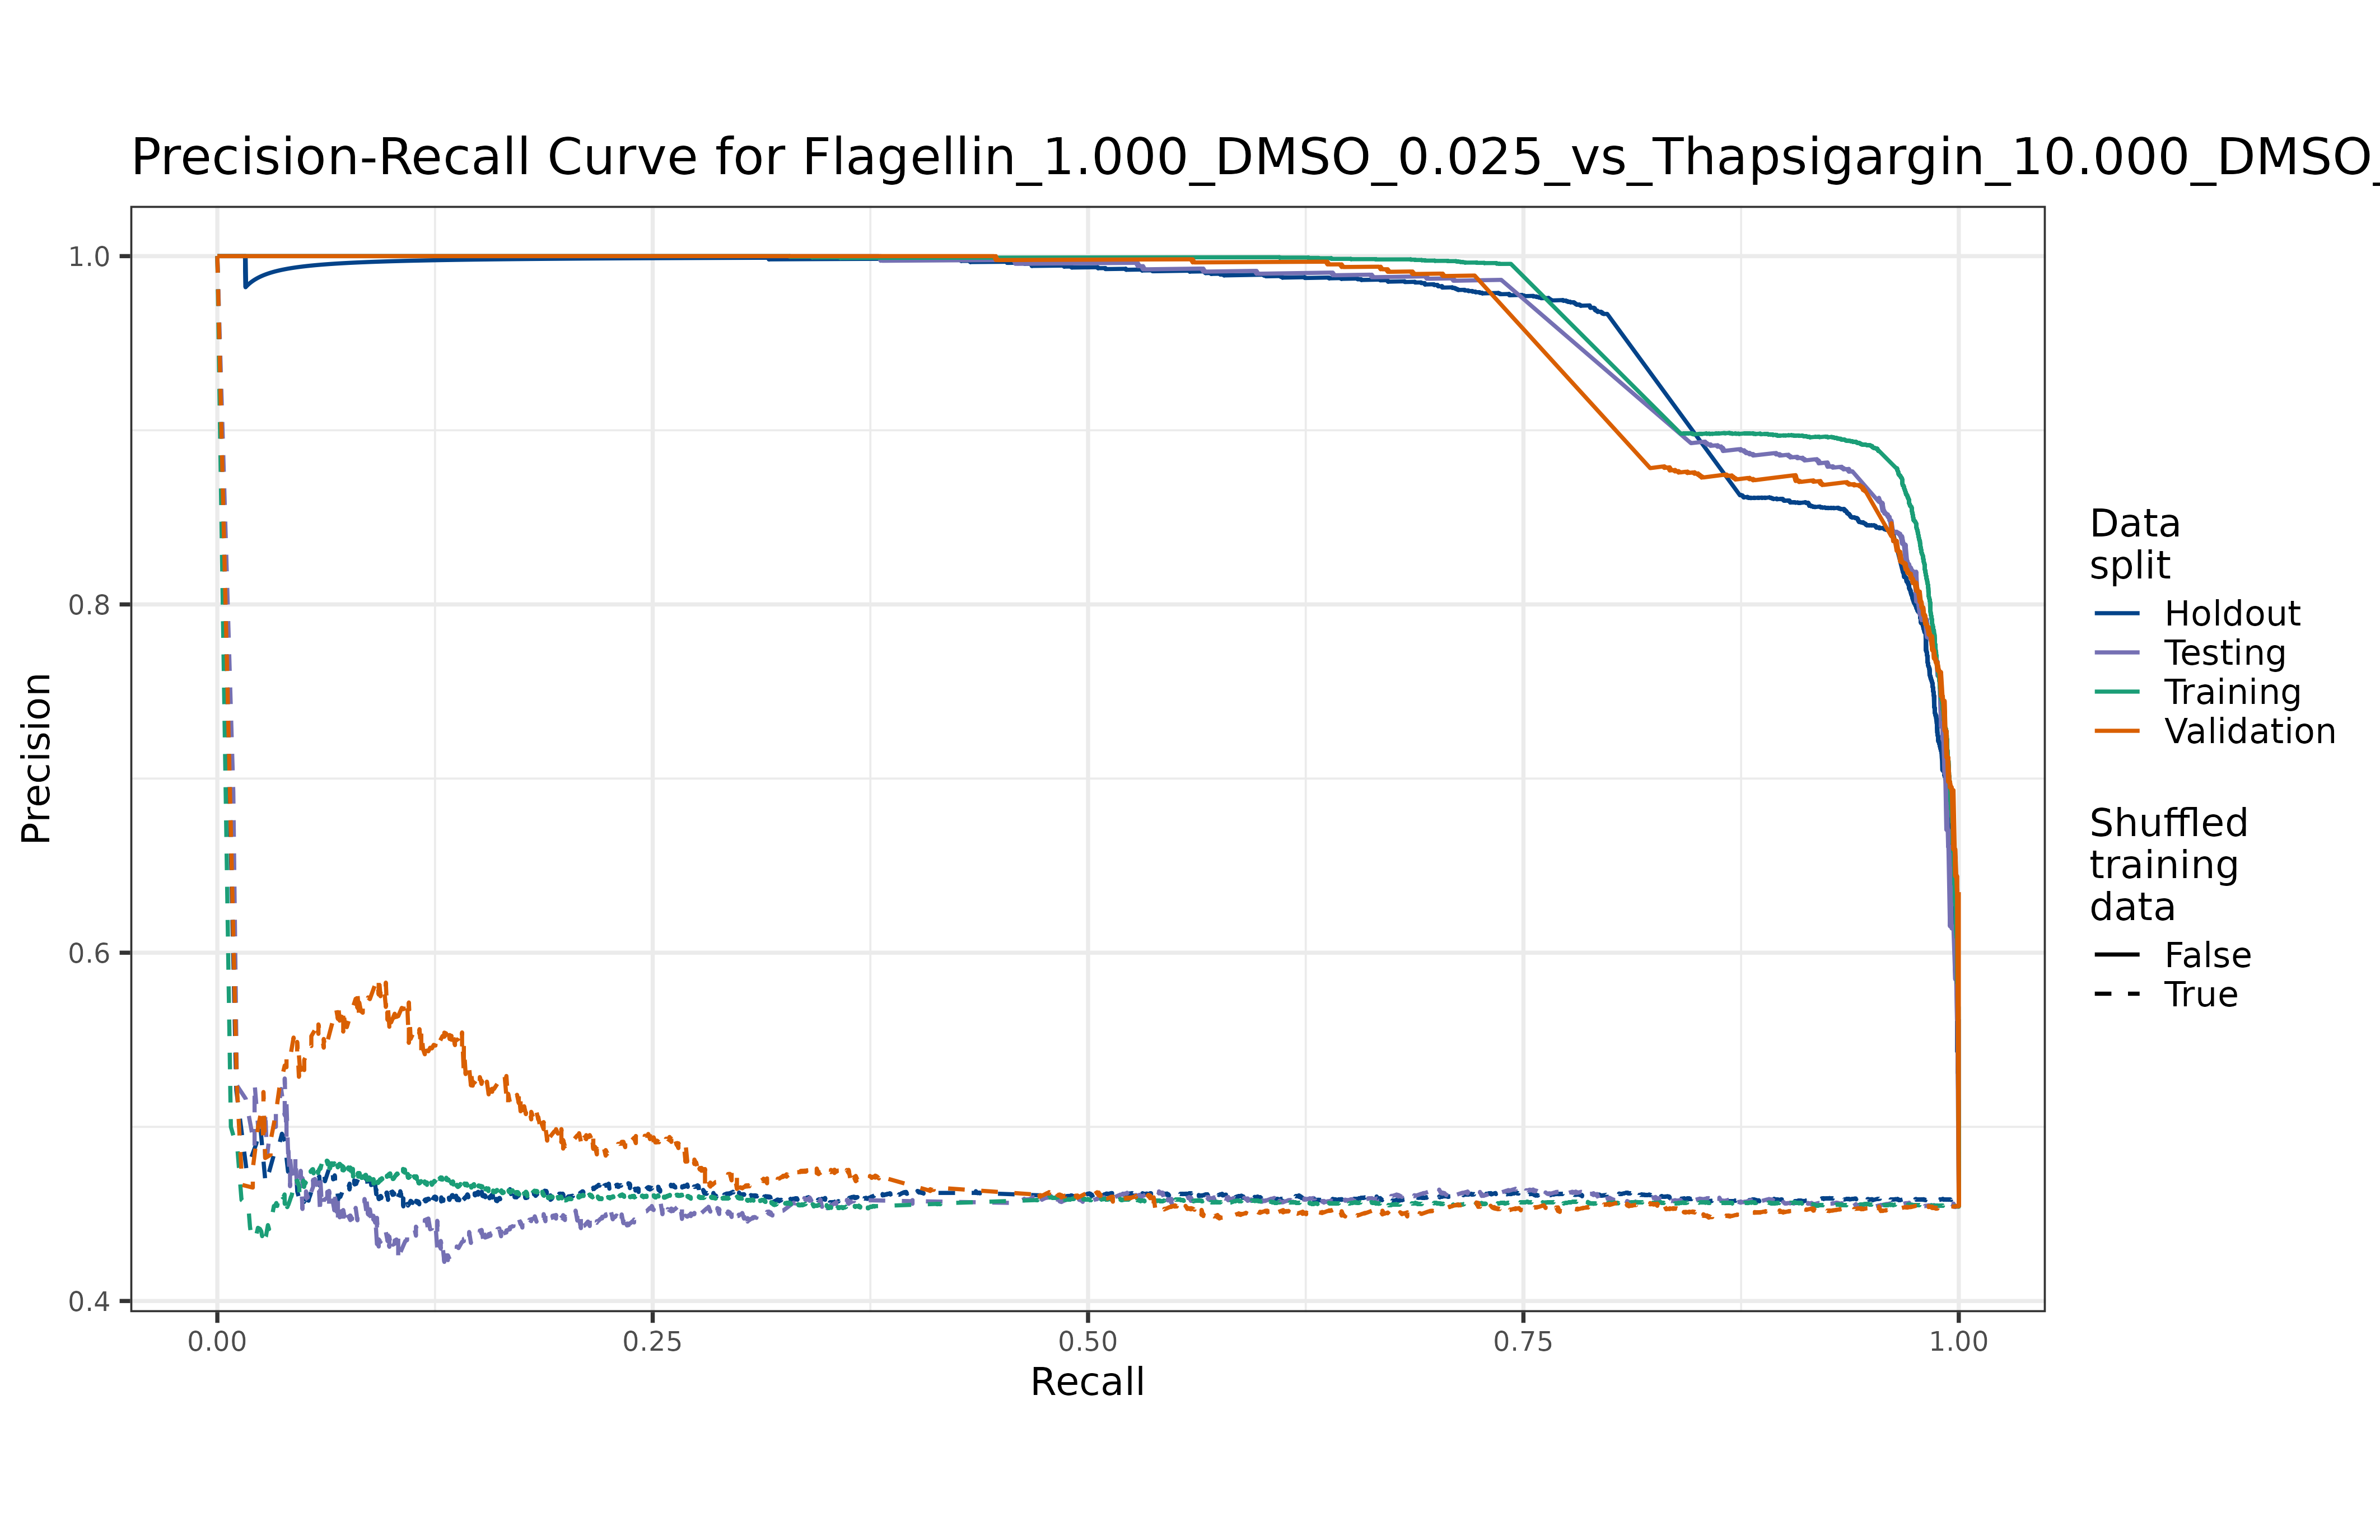 Precision-Recall Curve for Flagellin_1.000_DMSO_0.025_vs_Thapsigargin_10.000_DMSO_
1.0
0.8
0.6
0.4
Precision
0.00 0.25 0.50 0.75 1.00
Recall
Data
split
Holdout
Testing
Training
Validation
Shuffled
training
data
False
True